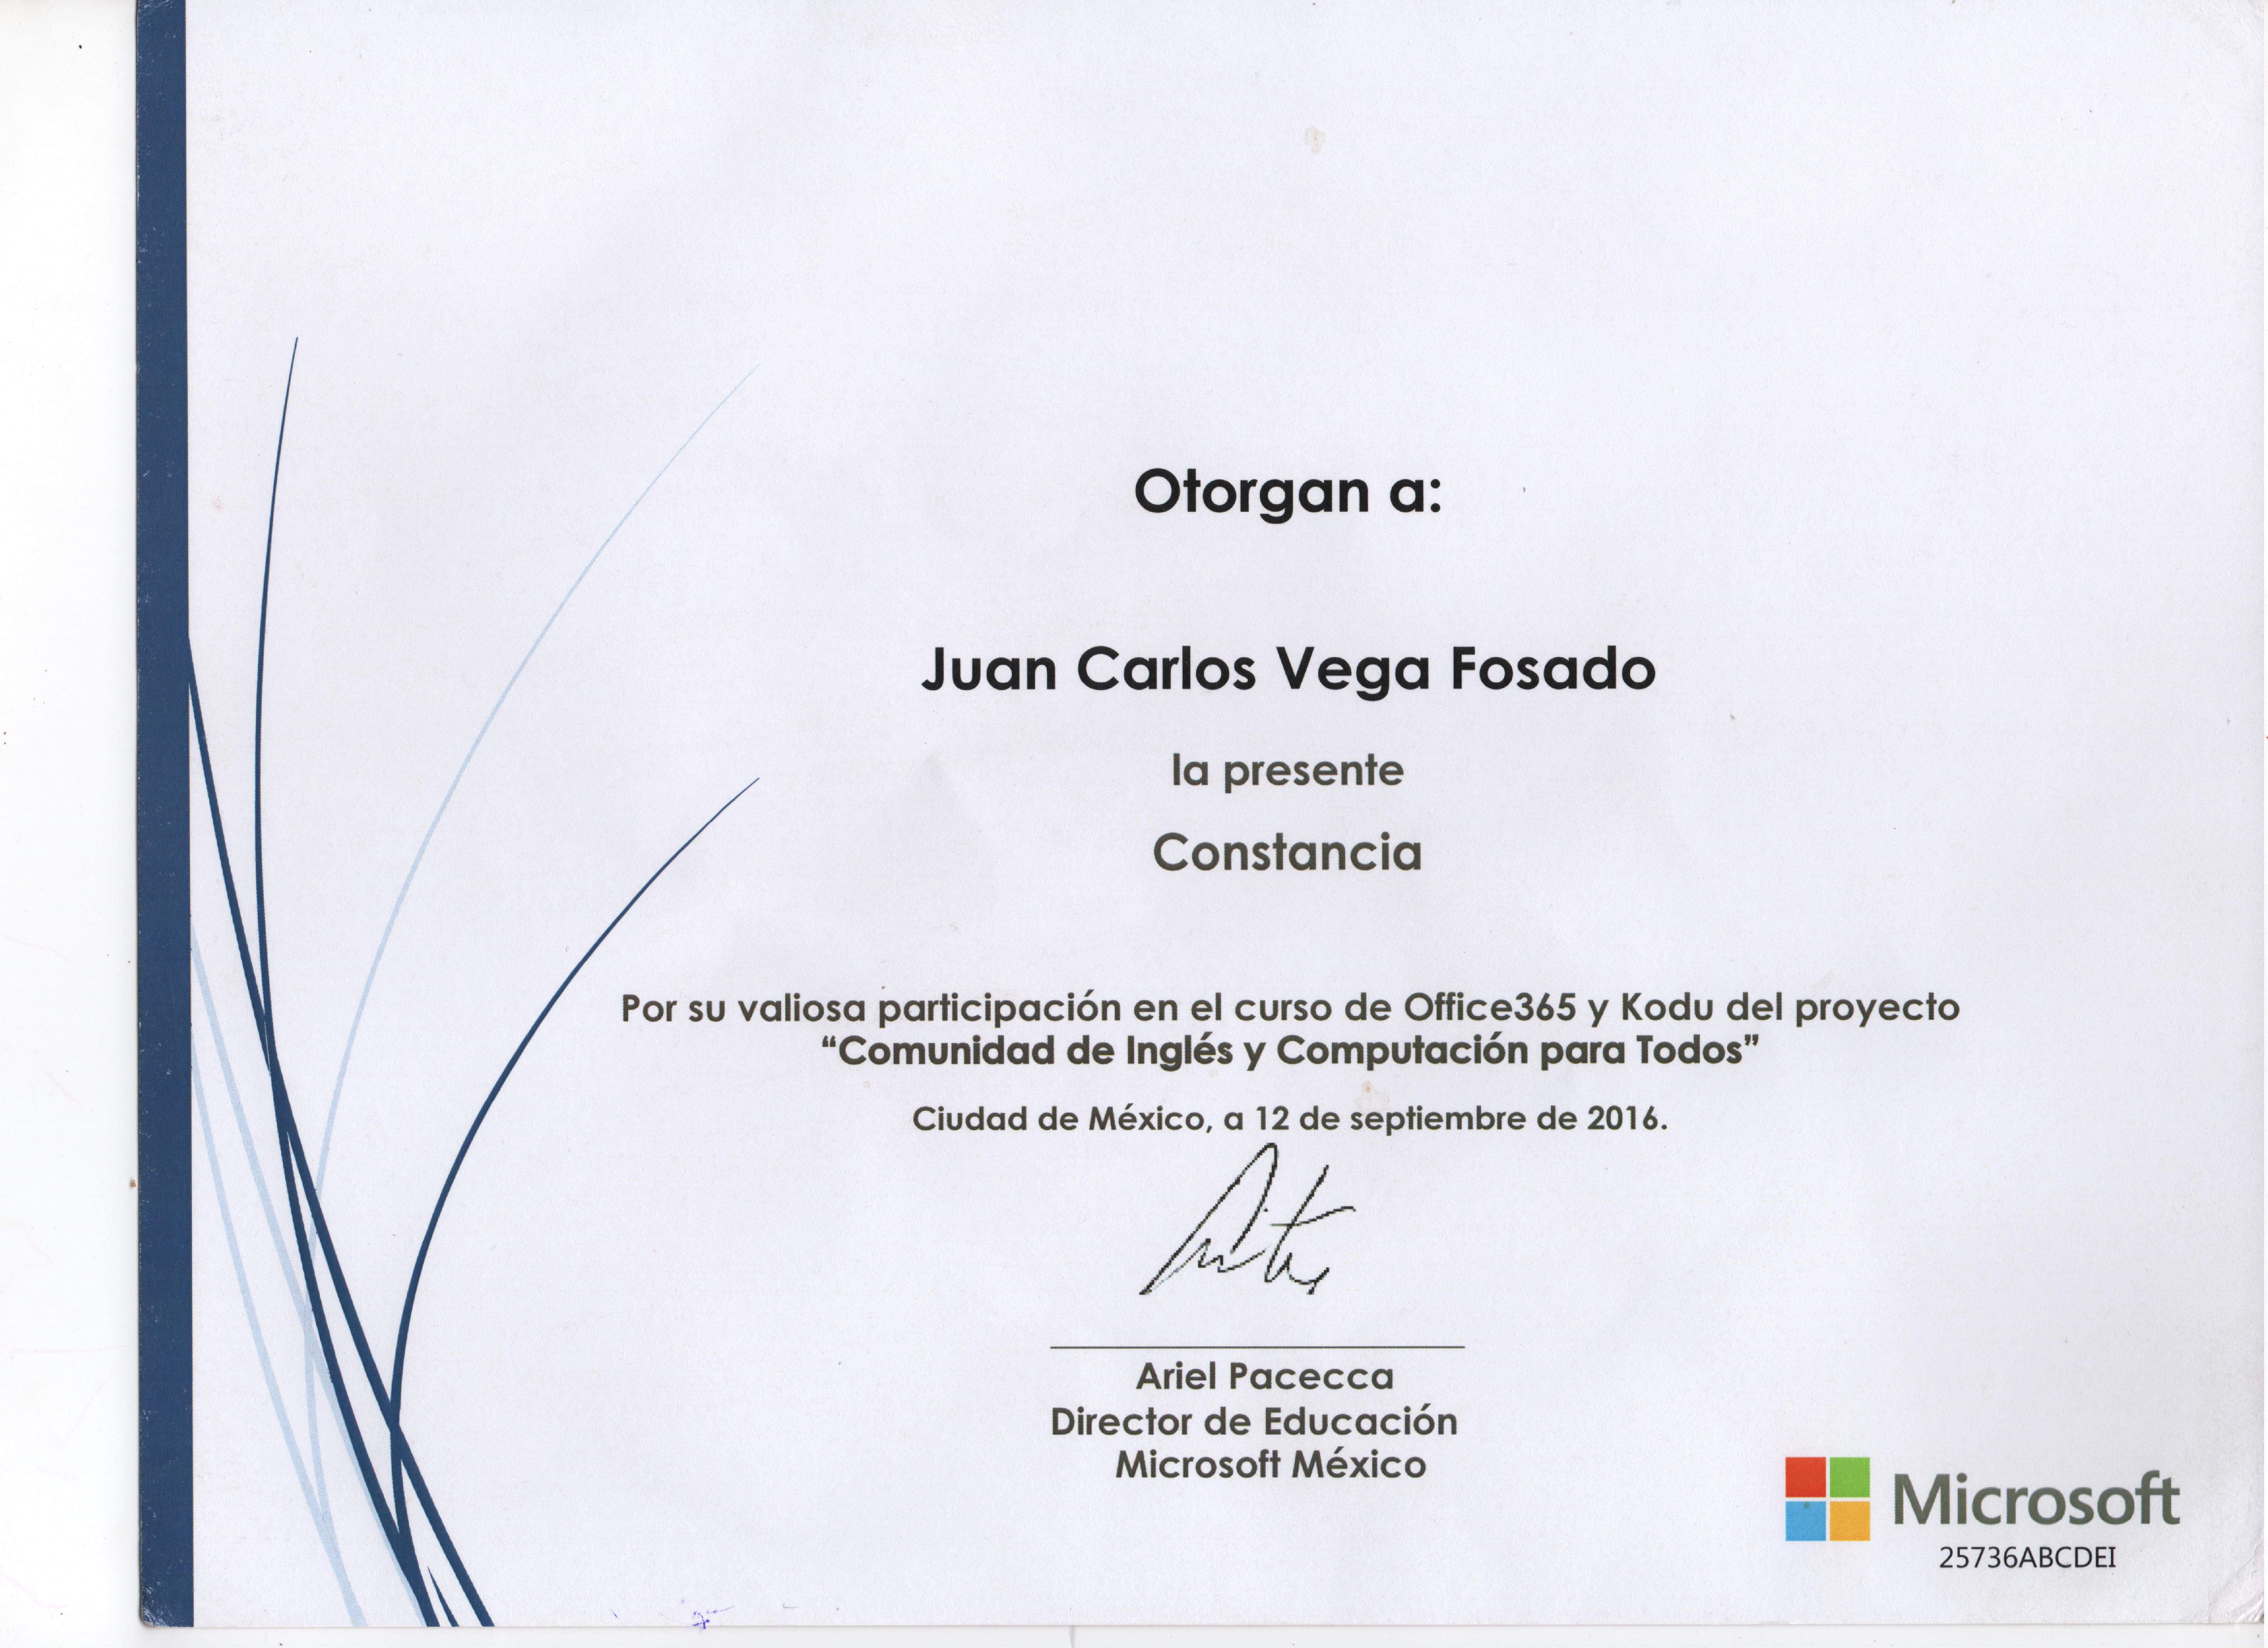 Otorgan a:
Juan Carlos Vega Fosado
la presente
Constancia
Por su valiosa participación en el curso de Office365 y Kodu del proyecto
“Comunidad de Inglés y Computación para Todos”
Ciudad de México, a 12 de septiembre de 2016.
Ariel Pacecca
Director de Educación
Microsoft México
Microsoft
25736ABCDEI